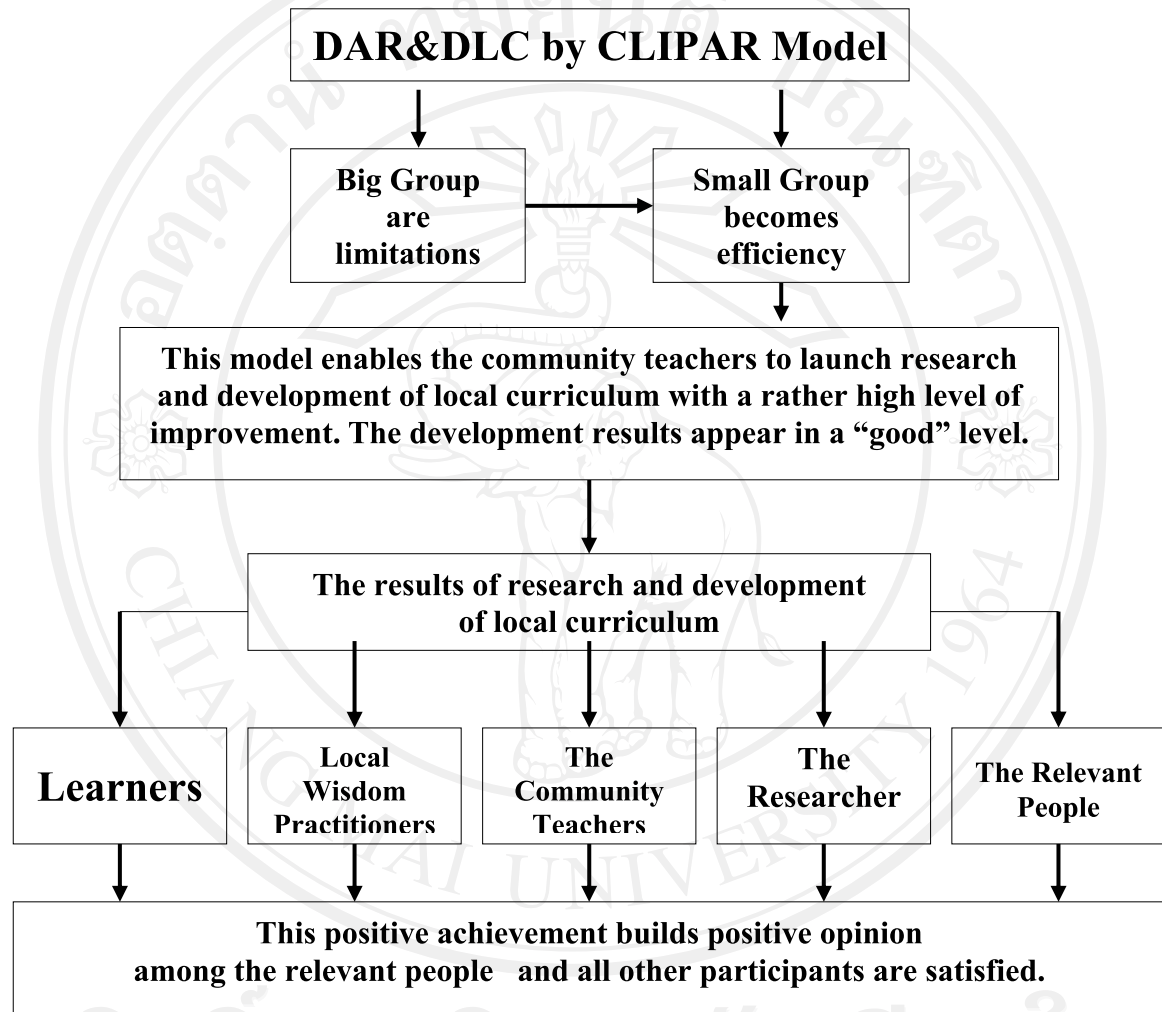 DAR&DLC by CLIPAR Model
Big Group
are
limitations
Small Group
becomes
efficiency
This model enables the community teachers to launch research
and development of local curriculum with a rather high level of
improvement. The development results appear in a “good” level.
The results of research and development
of local curriculum
Learners
Local
Wisdom
Practitioners
The
Community
Teachers
The
Researcher
The Relevant
People
This positive achievement builds positive opinion
among the relevant people   and all other participants are satisfied.
CHIANG MAI UNIVERSITY 1964